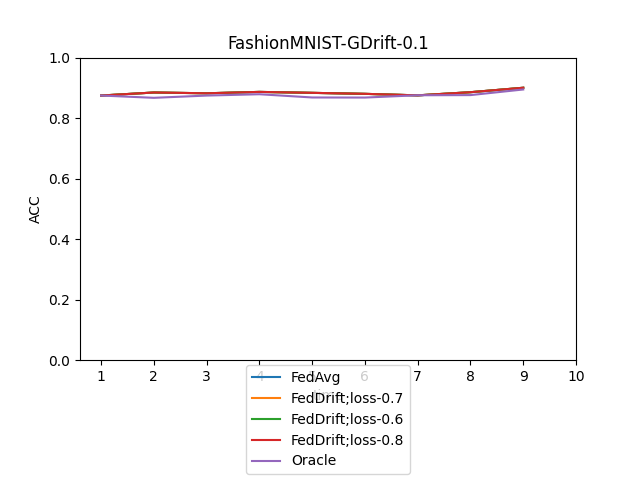 FashionMNIST-GDrift-0.1
1.0
0.8
0.6
0.4
0.2
0.0
ACC
1 2 3 4 5 6 7 8 9 10
FedAvg
FedDrift;loss-0.7
FedDrift;loss-0.6
FedDrift;loss-0.8
Oracle